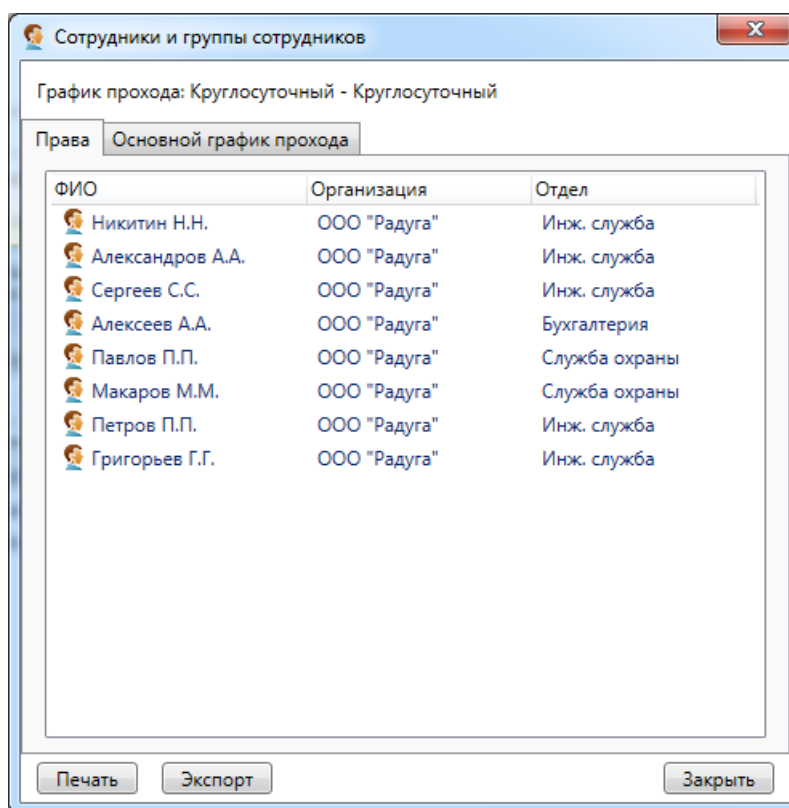 Сотрудники и группы сотрудников
График прохода: Круглосуточный - Круглосуточный
Права Основной график прохода
ФИО Организация Отдел
Никитин Н.Н. ООО "Радуга" Инж. служба
Александров А.А. ООО "Радуга" Инж. служба
Сергеев С.С. ООО "Радуга" Инж. служба
Алексеев А.А. ООО "Радуга" Бухгалтерия
Павлов П.П. ООО "Радуга" Служба охраны
Макаров М.М. ООО "Радуга" Служба охраны
Петров П.П. ООО "Радуга" Инж. служба
Григорьев Г.Г. ООО "Радуга" Инж. служба
Печать Экспорт Закрыть